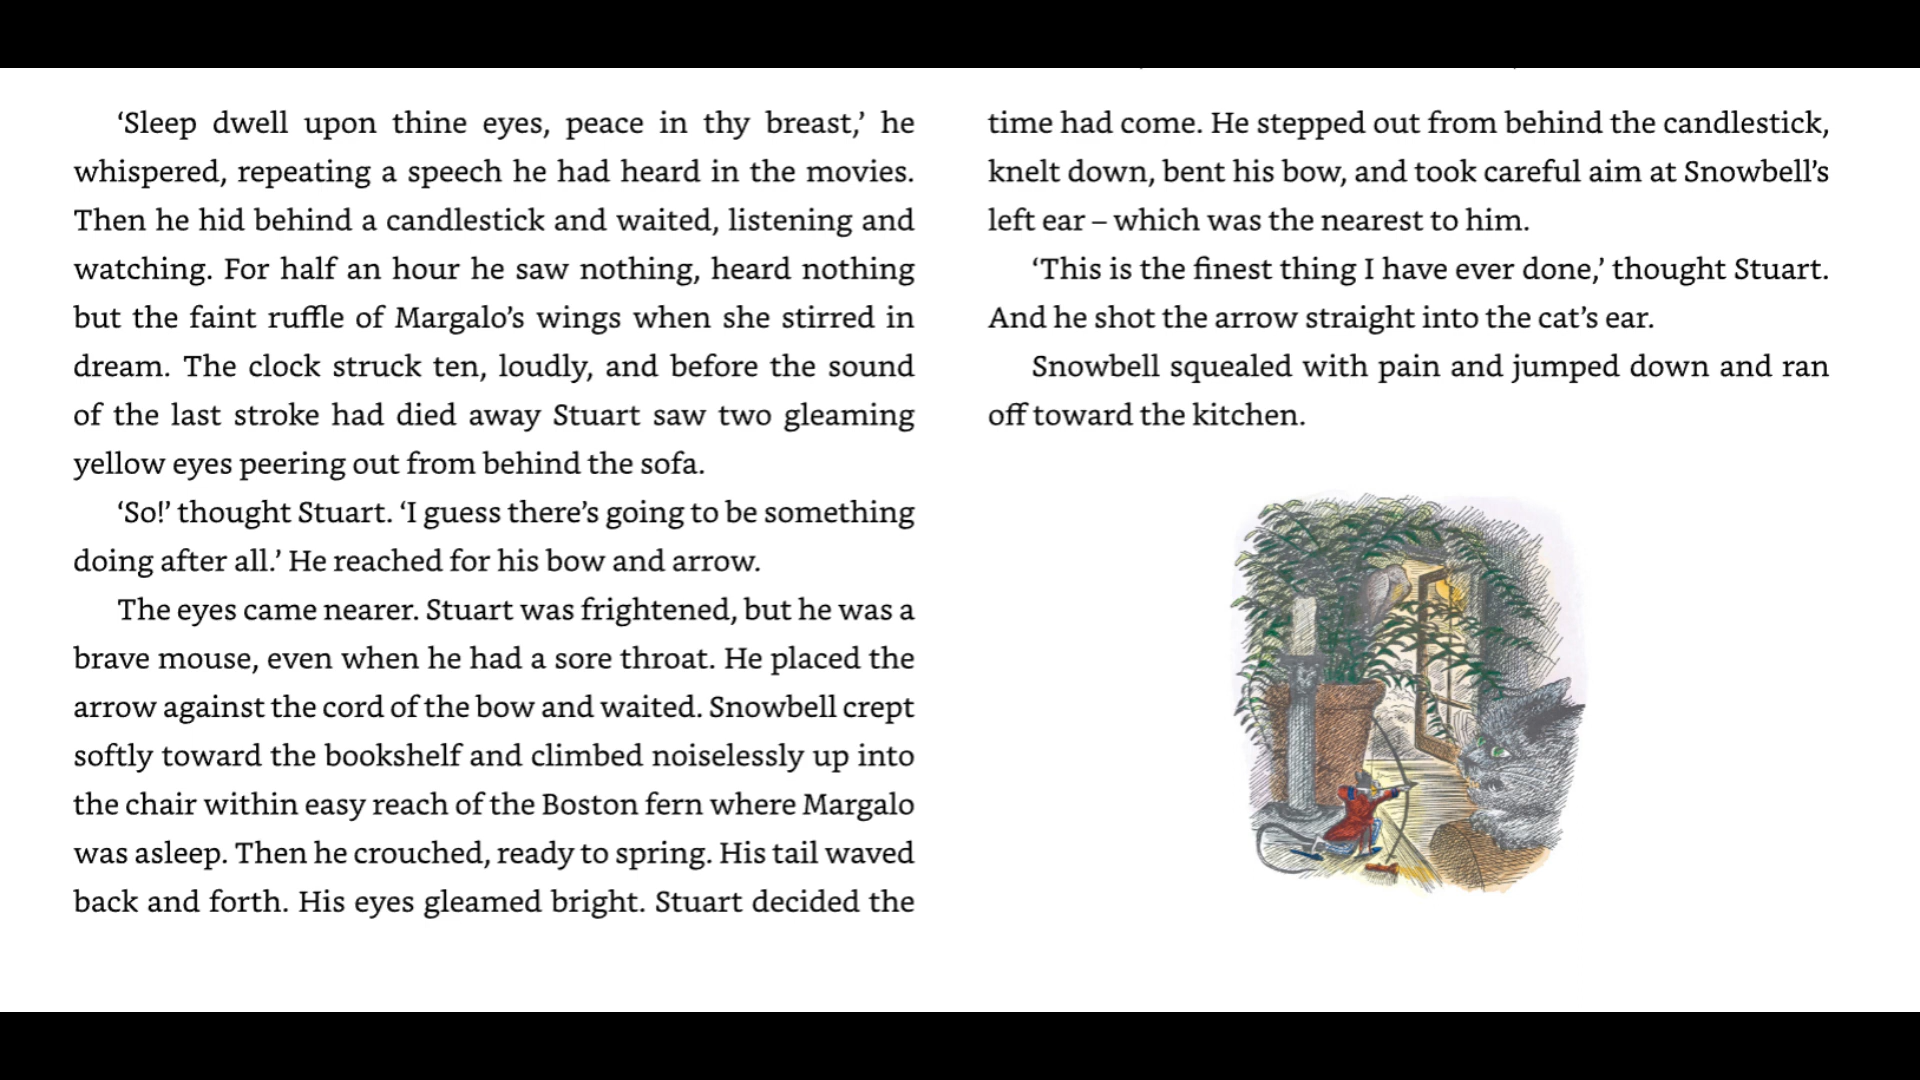 ‘Sleep dwell upon thine eyes, peace in thy breast,’ he
whispered, repeating a speech he had heard in the movies.
Then he hid behind a candlestick and waited, listening and
watching. For half an hour he saw nothing, heard nothing
but the faint ruffle of Margalo’s wings when she stirred in
dream. The clock struck ten, loudly, and before the sound
of the last stroke had died away Stuart saw two gleaming
yellow eyes peering out from behind the sofa.
‘So!’ thought Stuart. ‘I guess there’s going to be something
doing after all.’ He reached for his bow and arrow.
The eyes came nearer. Stuart was frightened, but he was a
brave mouse, even when he had a sore throat. He placed the
arrow against the cord of the bow and waited. Snowbell crept
softly toward the bookshelf and climbed noiselessly up into
the chair within easy reach of the Boston fern where Margalo
was asleep. Then he crouched, ready to spring. His tail waved
back and forth. His eyes gleamed bright. Stuart decided the
time had come. He stepped out from behind the candlestick,
knelt down, bent his bow, and took careful aim at Snowbell’s
left ear – which was the nearest to him.
‘This is the finest thing I have ever done,’ thought Stuart.
And he shot the arrow straight into the cat’s ear.
Snowbell squealed with pain and jumped down and ran
off toward the kitchen.